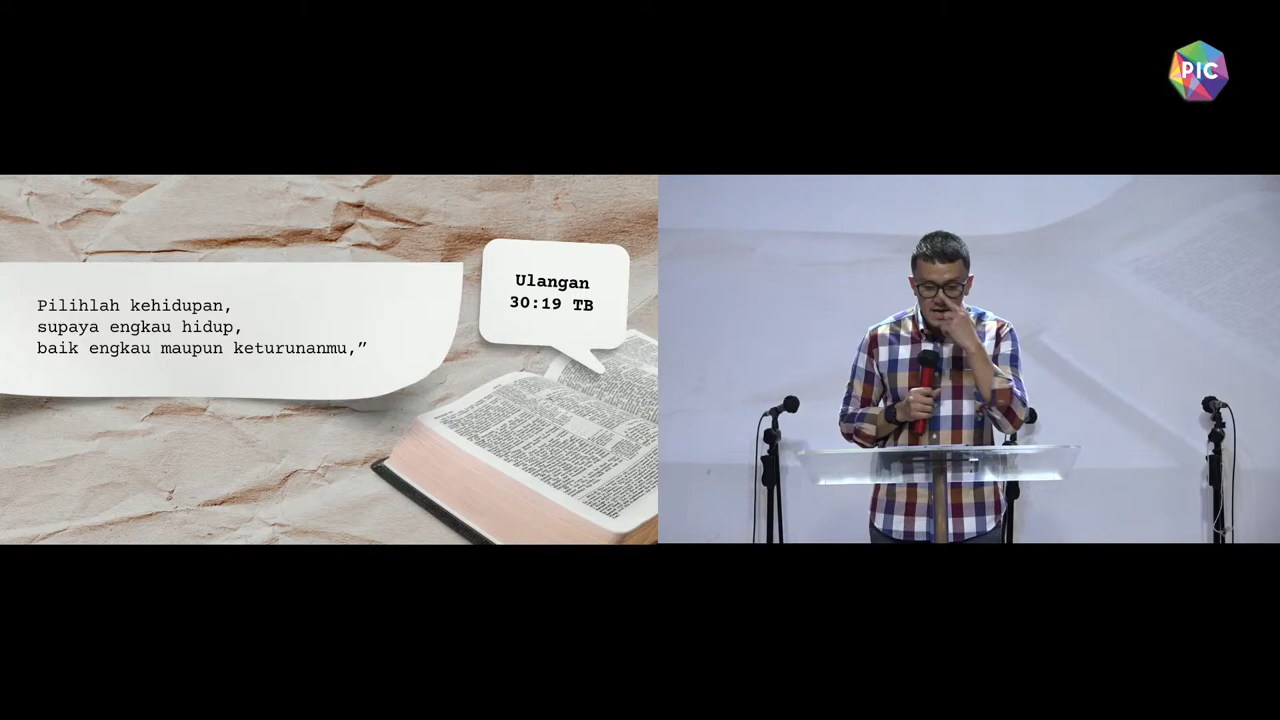 PIC
Pilihlah kehidupan,
supaya engkau hidup,
baik engkau maupun keturunanmu,”
Ulangan
30:19 TB